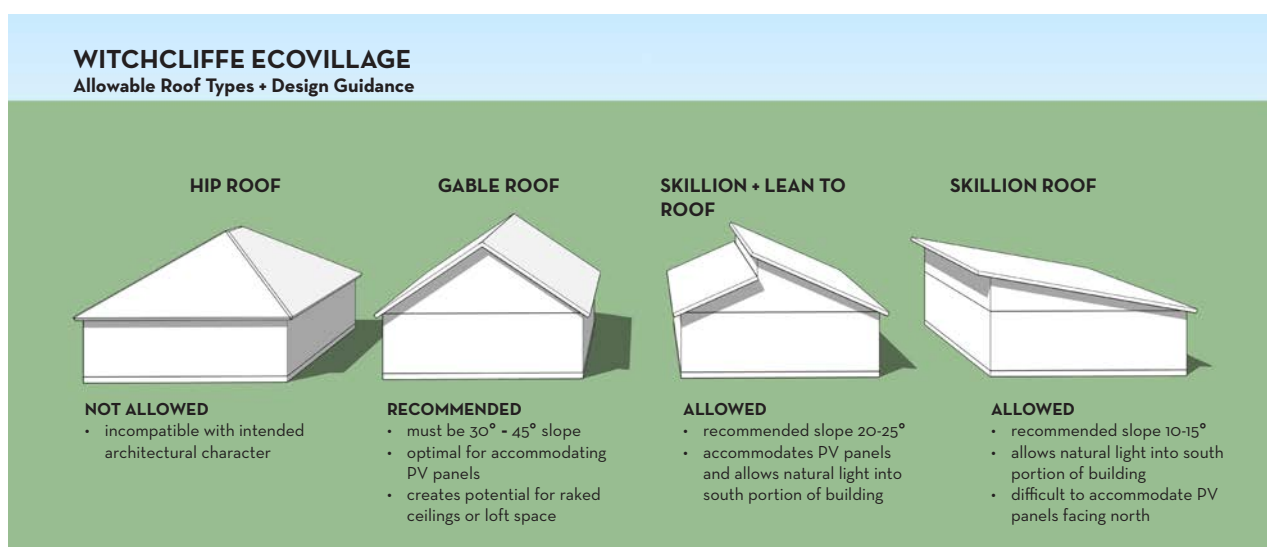 WITCHCLIFFE ECOVILLAGE
Allowable Roof Types + Design Guidance
HIP ROOF
NOT ALLOWED
• incompatible with intended
architectural character
GABLE ROOF
RECOMMENDED
• must be 30° - 45° slope
• optimal for accommodating
PV panels
• creates potential for raked
ceilings or loft space
SKILLION + LEAN TO
ROOF
ALLOWED
• recommended slope 20-25°
• accommodates PV panels
and allows natural light into
south portion of building
SKILLION ROOF
ALLOWED
• recommended slope 10-15°
• allows natural light into south
portion of building
• difficult to accommodate PV
panels facing north